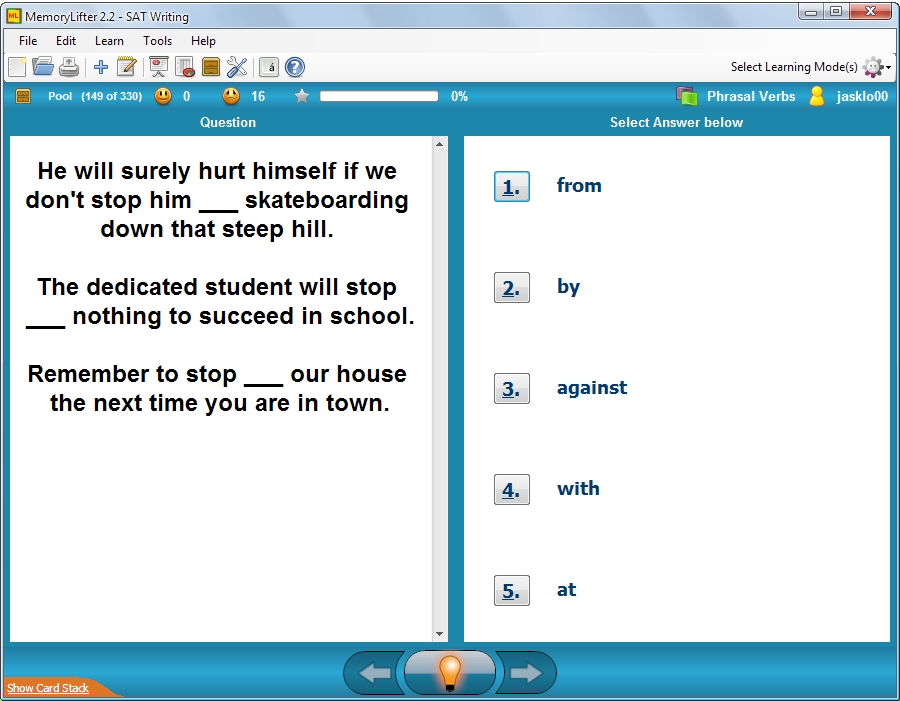 ML MemoryLifter 2.2 - SAT Writing
File Edit Learn Tools Help
á ? Select Learning Mode(s)
Pool (149 of 330) 0 16 0% Phrasal Verbs jasklo00
Question Select Answer below
He will surely hurt himself if we
don't stop him ___ skateboarding
down that steep hill.
The dedicated student will stop
___ nothing to succeed in school.
Remember to stop ___ our house
the next time you are in town.
1. from
2. by
3. against
4. with
5. at
Show Card Stack